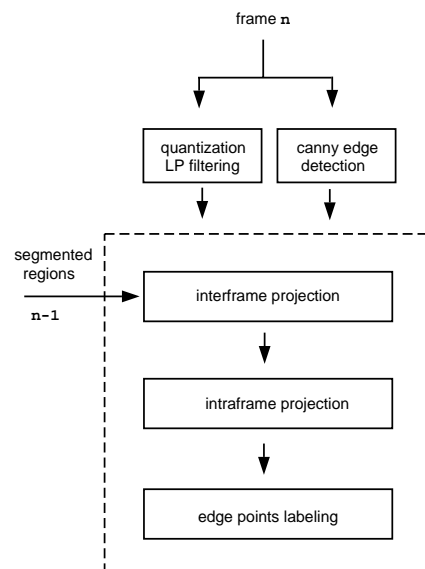 frame n
quantization
LP filtering
canny edge
detection
segmented
regions
n-1
interframe projection
intraframe projection
edge points labeling